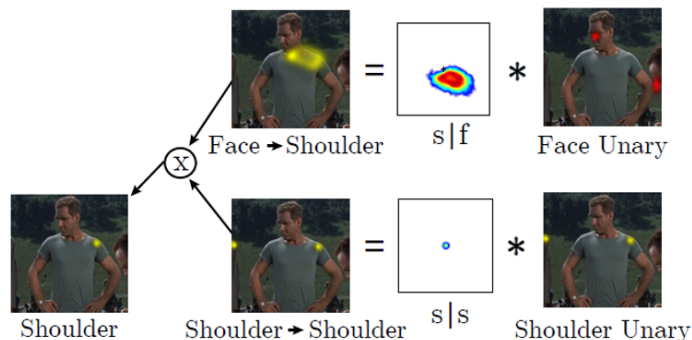 = * 
Face → Shoulder
s|f
Face Unary
X
= *
Shoulder
Shoulder → Shoulder
s|s
Shoulder Unary